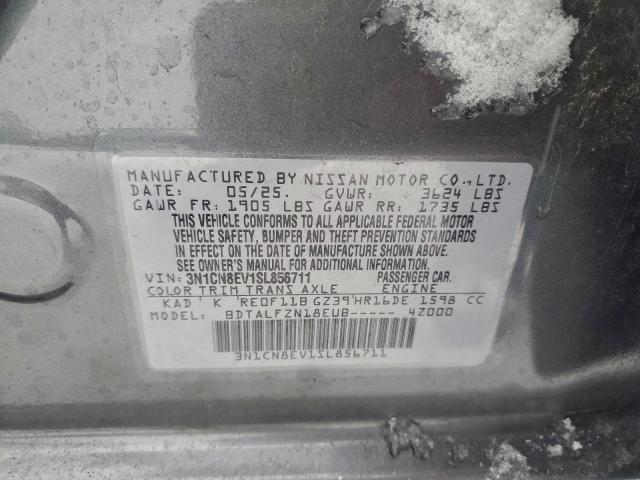 MANUFACTURED BY NISSAN MOTOR CO.,LTD.
DATE: 05/25. GVWR: 3624 LBS
GAWR FR: 1905 LBS GAWR RR: 1735 LBS
THIS VEHICLE CONFORMS TO ALL APPLICABLE FEDERAL MOTOR
VEHICLE SAFETY, BUMPER AND THEFT PREVENTION STANDARDS
IN EFFECT ON THE DATE OF MANUFACTURE SHOWN ABOVE.
SEE OWNER'S MANUAL FOR ADDITIONAL INFORMATION.
VIN: 3N1CN8EV1SL856711 PASSENGER CAR.
COLOR TRIM TRANS AXLE ENGINE
KAD ' K 'RE0F11B GZ39'HR16DE 1598 CC
MODEL: BDTALFZN18EUB----- 4Z000
3N1CN8EV1SL856711